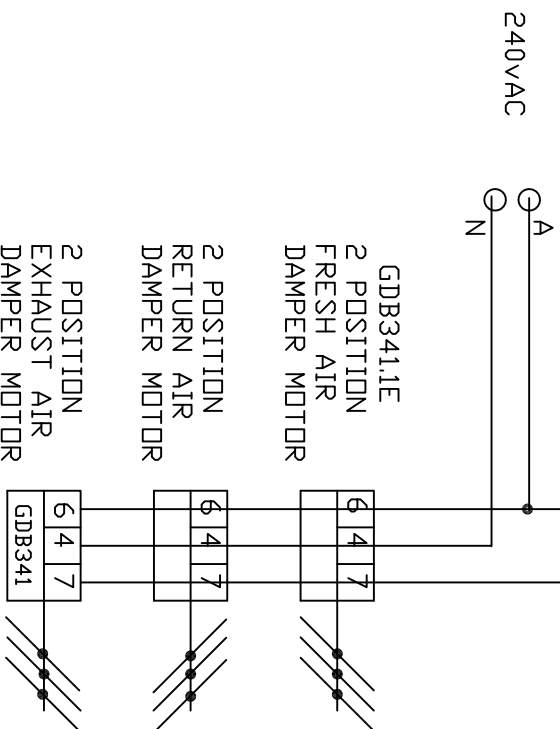 240vAC
A
N
GDB341.1E
2 POSITION
FRESH AIR
DAMPER MOTOR
6 4 7
2 POSITION
RETURN AIR
DAMPER MOTOR
6 4 7
2 POSITION
EXHAUST AIR
DAMPER MOTOR
6 4 7
GDB341